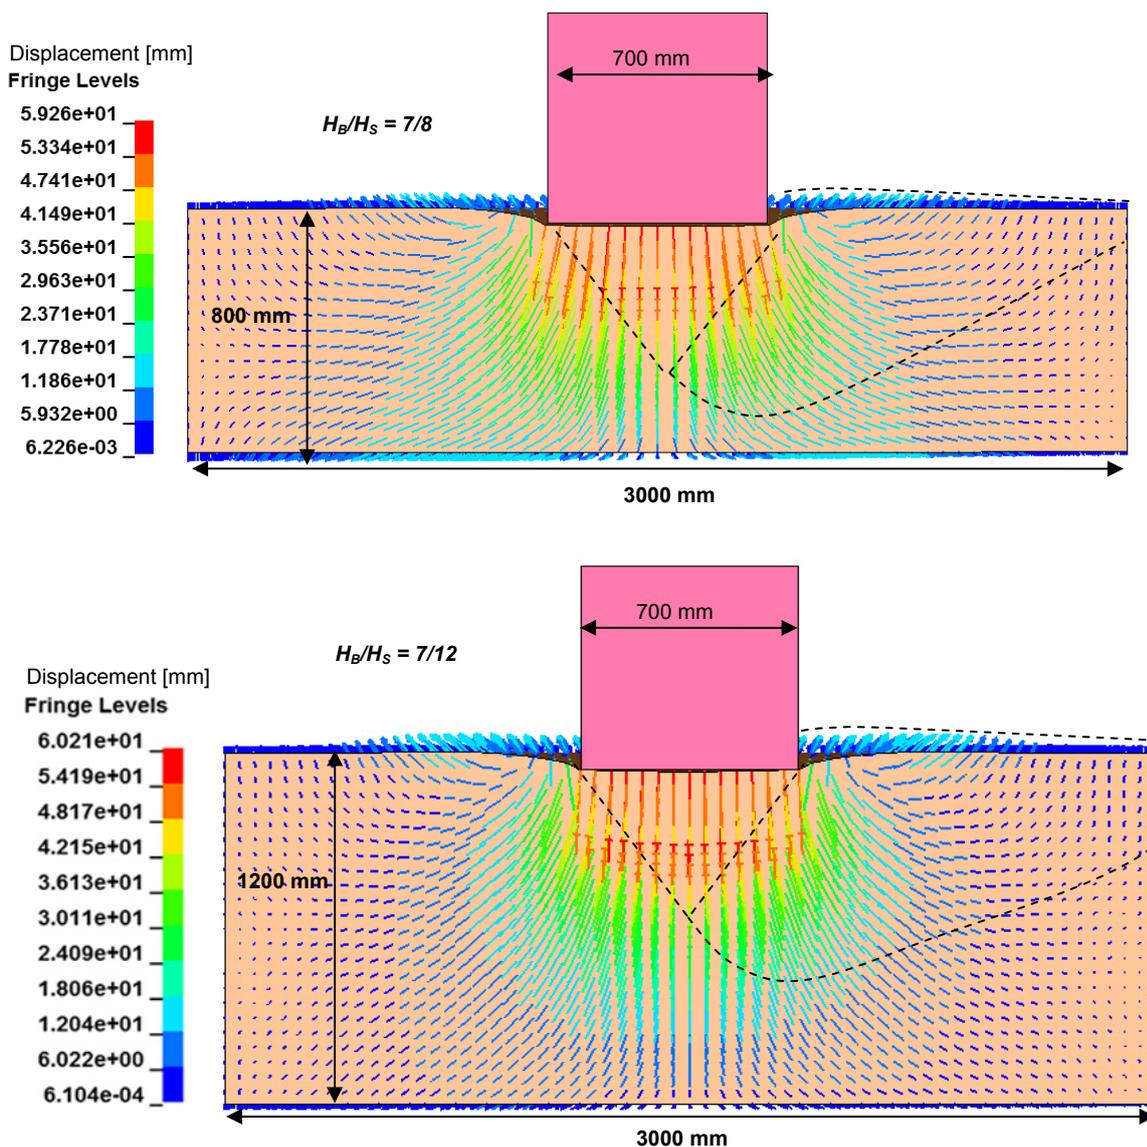 Displacement [mm]
Fringe Levels
5.926e+01
5.334e+01
4.741e+01
4.149e+01
3.556e+01
2.963e+01
2.371e+01
1.778e+01
1.186e+01
5.932e+00
6.226e-03
H_B/H_S = 7/8
700 mm
800 mm
3000 mm
Displacement [mm]
Fringe Levels
6.021e+01
5.419e+01
4.817e+01
4.215e+01
3.613e+01
3.011e+01
2.409e+01
1.806e+01
1.204e+01
6.022e+00
6.104e-04
H_B/H_S = 7/12
700 mm
1200 mm
3000 mm